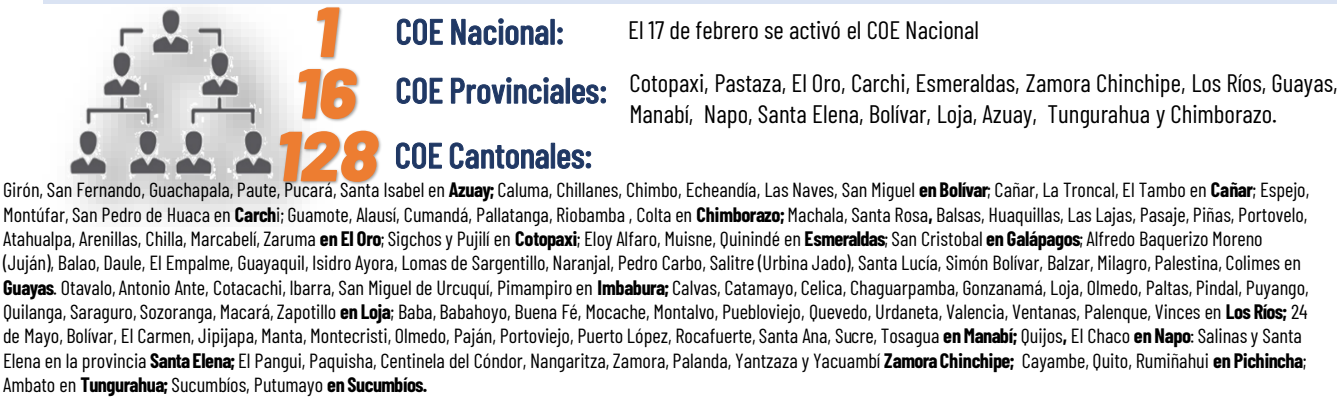 1 COE Nacional: El 17 de febrero se activó el COE Nacional
16 COE Provinciales: Cotopaxi, Pastaza, El Oro, Carchi, Esmeraldas, Zamora Chinchipe, Los Ríos, Guayas,
Manabí, Napo, Santa Elena, Bolívar, Loja, Azuay, Tungurahua y Chimborazo.
128 COE Cantonales:
Girón, San Fernando, Guachapala, Paute, Pucará, Santa Isabel en Azuay; Caluma, Chillanes, Chimbo, Echeandía, Las Naves, San Miguel en Bolívar; Cañar, La Troncal, El Tambo en Cañar; Espejo,
Montúfar, San Pedro de Huaca en Carchi; Guamote, Alausí, Cumandá, Pallatanga, Riobamba , Colta en Chimborazo; Machala, Santa Rosa, Balsas, Huaquillas, Las Lajas, Pasaje, Piñas, Portovelo,
Atahualpa, Arenillas, Chilla, Marcabelí, Zaruma en El Oro; Sigchos y Pujilí en Cotopaxi; Eloy Alfaro, Muisne, Quinindé en Esmeraldas; San Cristobal en Galápagos; Alfredo Baquerizo Moreno
(Juján), Balao, Daule, El Empalme, Guayaquil, Isidro Ayora, Lomas de Sargentillo, Naranjal, Pedro Carbo, Salitre (Urbina Jado), Santa Lucía, Simón Bolívar, Balzar, Milagro, Palestina, Colimes en
Guayas. Otavalo, Antonio Ante, Cotacachi, Ibarra, San Miguel de Urcuquí, Pimampiro en Imbabura; Calvas, Catamayo, Celica, Chaguarpamba, Gonzanamá, Loja, Olmedo, Paltas, Pindal, Puyango,
Quilanga, Saraguro, Sozoranga, Macará, Zapotillo en Loja; Baba, Babahoyo, Buena Fé, Mocache, Montalvo, Puebloviejo, Quevedo, Urdaneta, Valencia, Ventanas, Palenque, Vinces en Los Ríos; 24
de Mayo, Bolívar, El Carmen, Jipijapa, Manta, Montecristi, Olmedo, Paján, Portoviejo, Puerto López, Rocafuerte, Santa Ana, Sucre, Tosagua en Manabí; Quijos, El Chaco en Napo: Salinas y Santa
Elena en la provincia Santa Elena; El Pangui, Paquisha, Centinela del Cóndor, Nangaritza, Zamora, Palanda, Yantzaza y Yacuambí Zamora Chinchipe; Cayambe, Quito, Rumiñahui en Pichincha;
Ambato en Tungurahua; Sucumbíos, Putumayo en Sucumbíos.